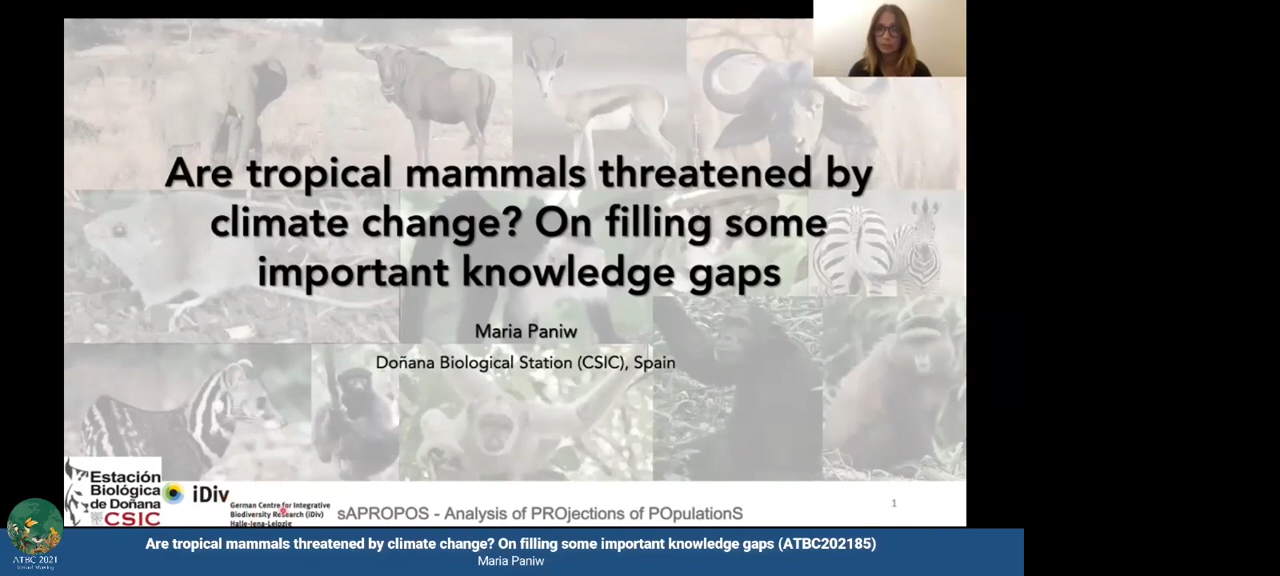 Are tropical mammals threatened by
climate change? On filling some
important knowledge gaps
Maria Paniw
Doñana Biological Station (CSIC), Spain
Estación
Biológica
de Doñana
CSIC
iDiv
German Centre for Integrative
Biodiversity Research (iDiv)
Halle-Jena-Leipzig
sAPROPOS - Analysis of PROjections of POpulationS
1
ATBC 2021
Are tropical mammals threatened by climate change? On filling some important knowledge gaps (ATBC202185)
Maria Paniw